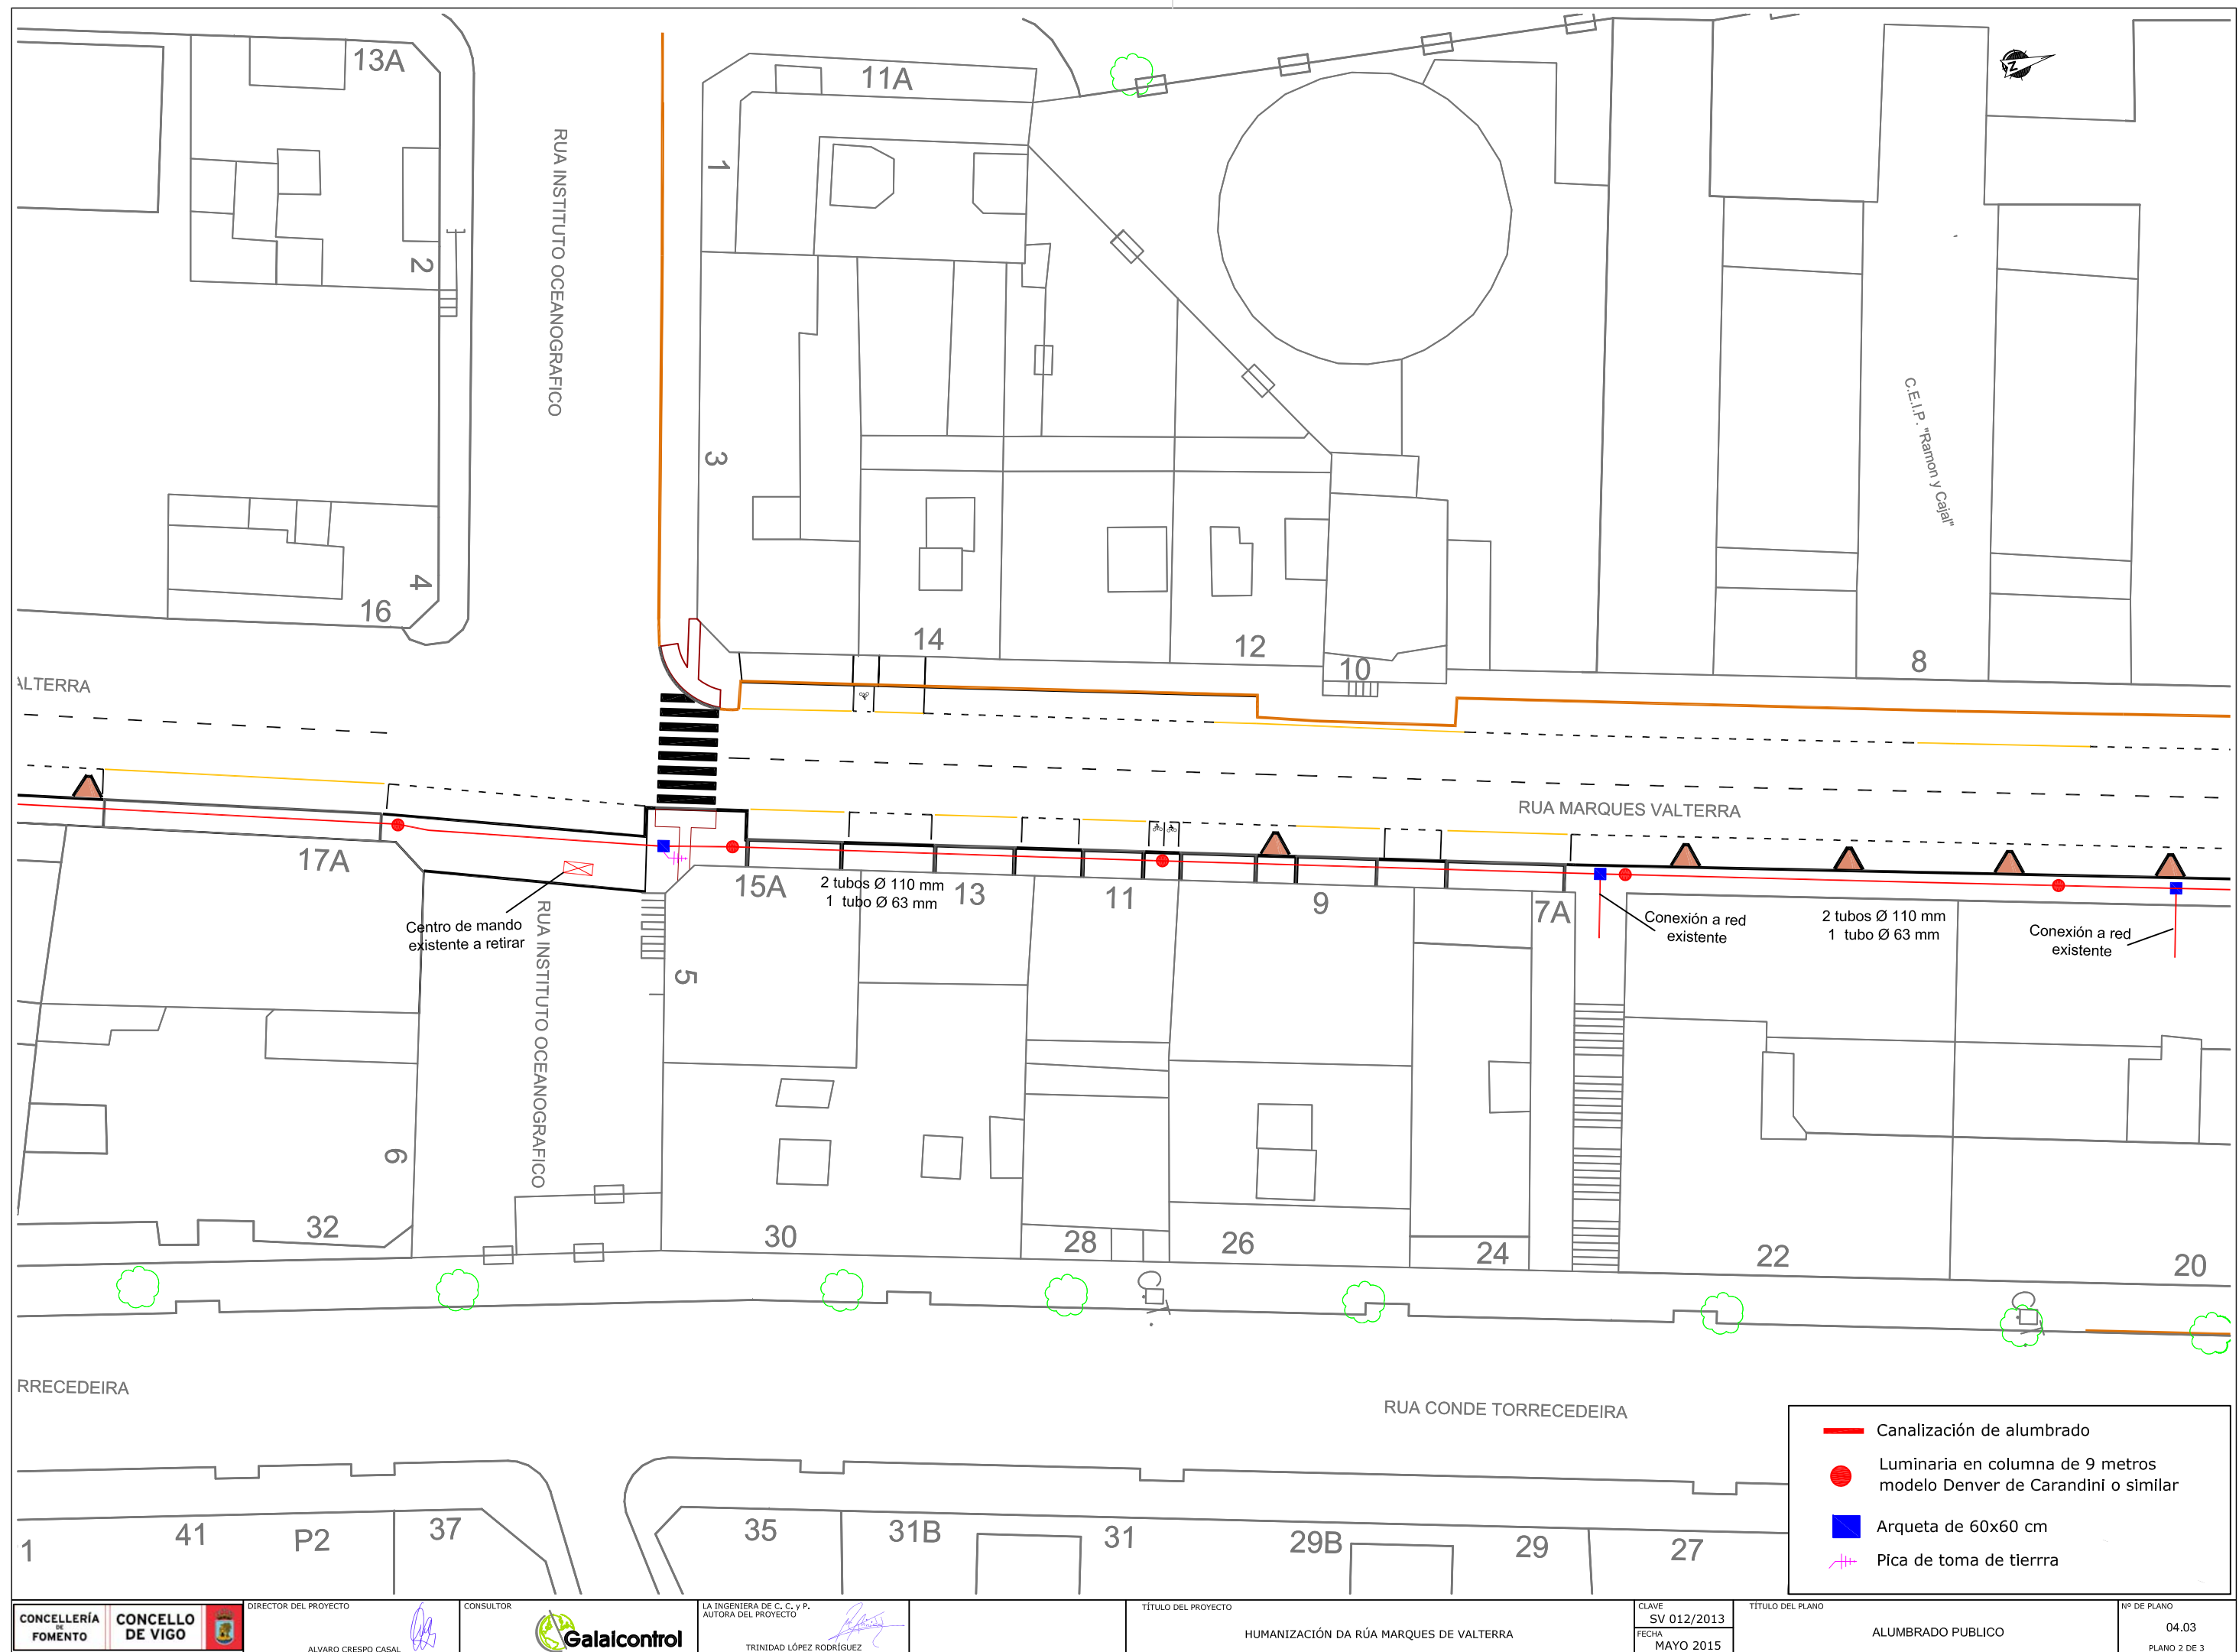 13A
11A
RUA INSTITUTO OCEANOGRAFICO
1
2
3
4
16
14
12
10
8
C.E.I.P. "Ramon y Cajal"
ALTERRA
RUA MARQUES VALTERRA
17A
15A
2 tubos Ø 110 mm
1 tubo Ø 63 mm
13
11
9
7A
Centro de mando
existente a retirar
Conexión a red
existente
2 tubos Ø 110 mm
1 tubo Ø 63 mm
Conexión a red
existente
RUA INSTITUTO OCEANOGRAFICO
5
6
32
30
28
26
24
22
20
RRECEDEIRA
RUA CONDE TORRECEDEIRA
1
41
P2
37
35
31B
31
29B
29
27
Canalización de alumbrado
Luminaria en columna de 9 metros
modelo Denver de Carandini o similar
Arqueta de 60x60 cm
Pica de toma de tierrra
CONCELLERÍA
DE
FOMENTO
CONCELLO
DE VIGO
DIRECTOR DEL PROYECTO
ALVARO CRESPO CASAL
CONSULTOR
Galaicontrol
LA INGENIERA DE C. C. y P.
AUTORA DEL PROYECTO
TRINIDAD LÓPEZ RODRÍGUEZ
TÍTULO DEL PROYECTO
HUMANIZACIÓN DA RÚA MARQUES DE VALTERRA
CLAVE
SV 012/2013
FECHA
MAYO 2015
TÍTULO DEL PLANO
ALUMBRADO PUBLICO
Nº DE PLANO
04.03
PLANO 2 DE 3